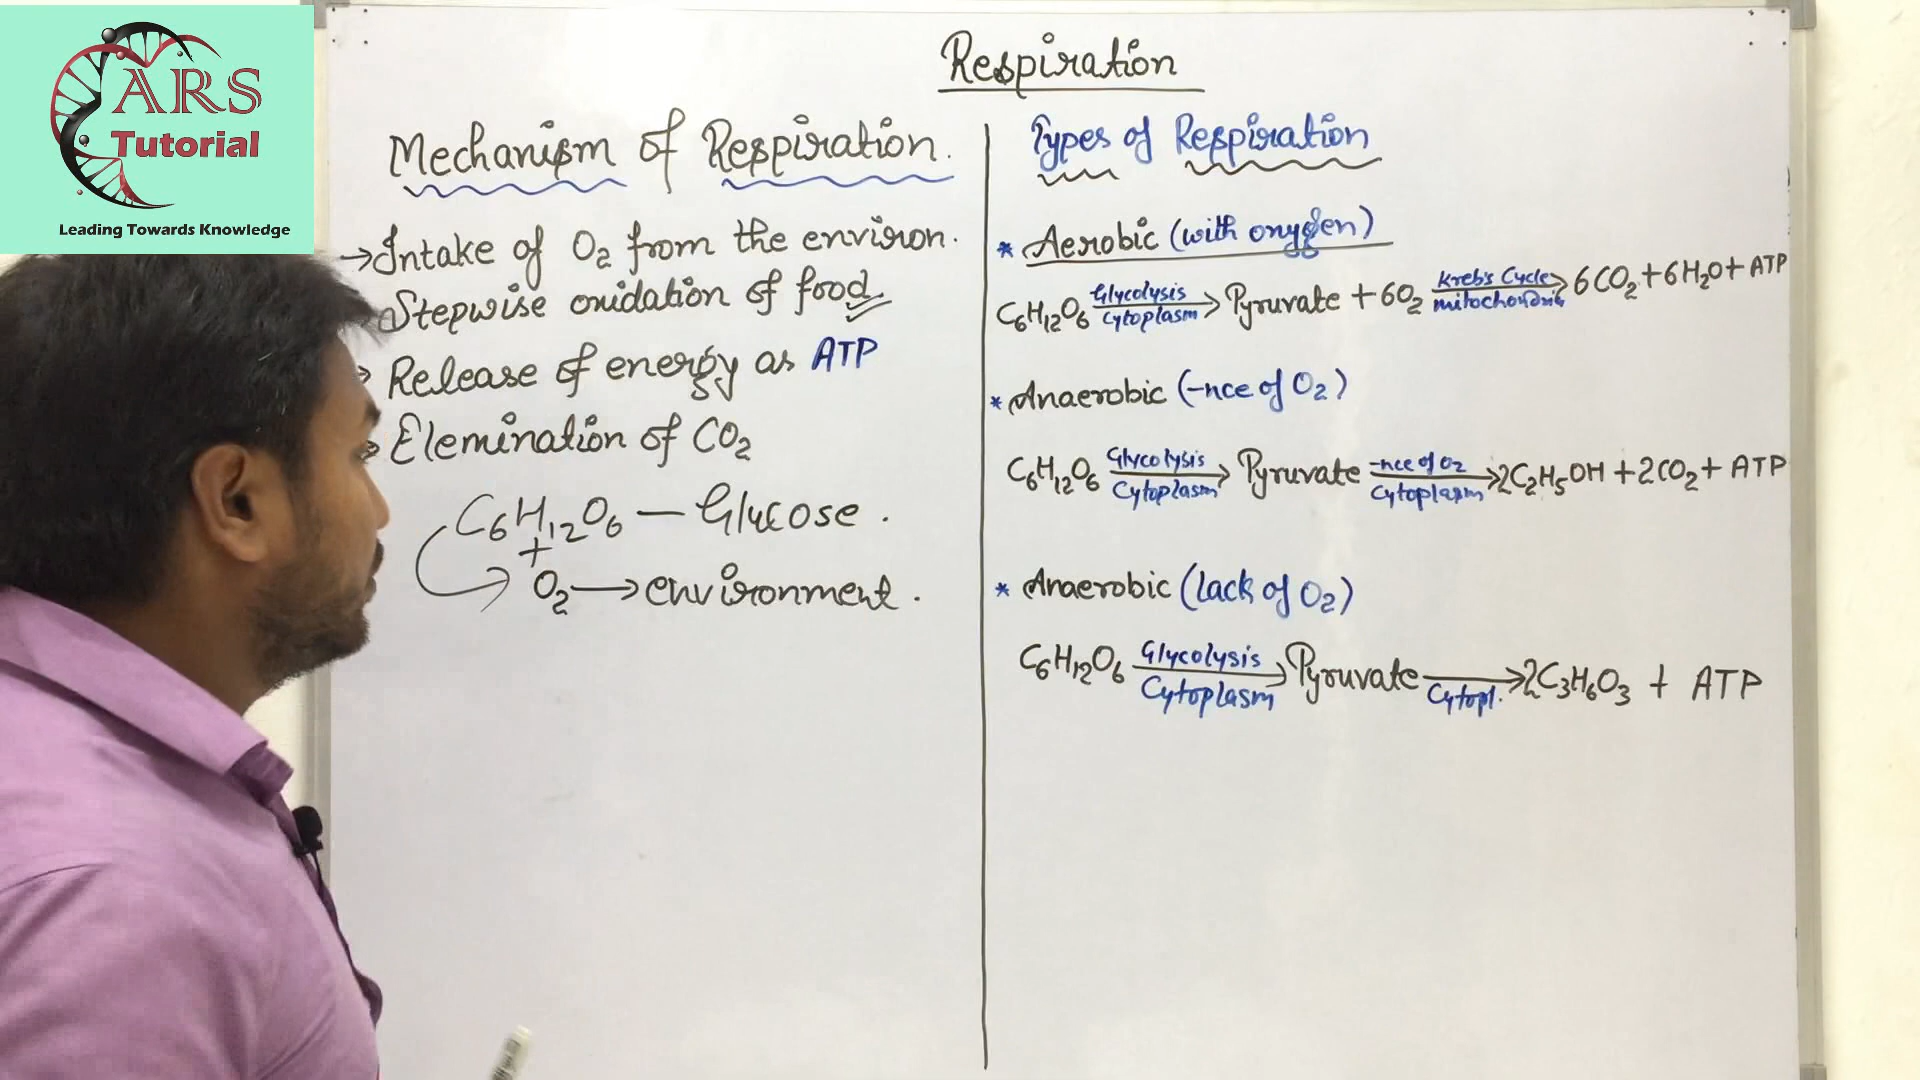 ARS
Tutorial
Leading Towards Knowledge
Respiration
Mechanism of Respiration.
→Intake of O₂ from the environ.
Stepwise oxidation of food.
→ Release of energy as ATP
→ Elemination of CO₂
C₆H₁₂O₆ — Glucose.
+
O₂ → environment.
Types of Respiration
* Aerobic (with oxygen)
C₆H₁₂O₆ Glycolysis Cytoplasm → Pyruvate + 6O₂ Kreb's Cycle mitochondria → 6CO₂ + 6H₂O + ATP
* Anaerobic (-nce of O₂)
C₆H₁₂O₆ Glycolysis Cytoplasm → Pyruvate -nce of O₂ Cytoplasm → 2C₂H₅OH + 2CO₂ + ATP
* Anaerobic (lack of O₂)
C₆H₁₂O₆ Glycolysis Cytoplasm → Pyruvate Cytopl. → 2C₃H₆O₃ + ATP